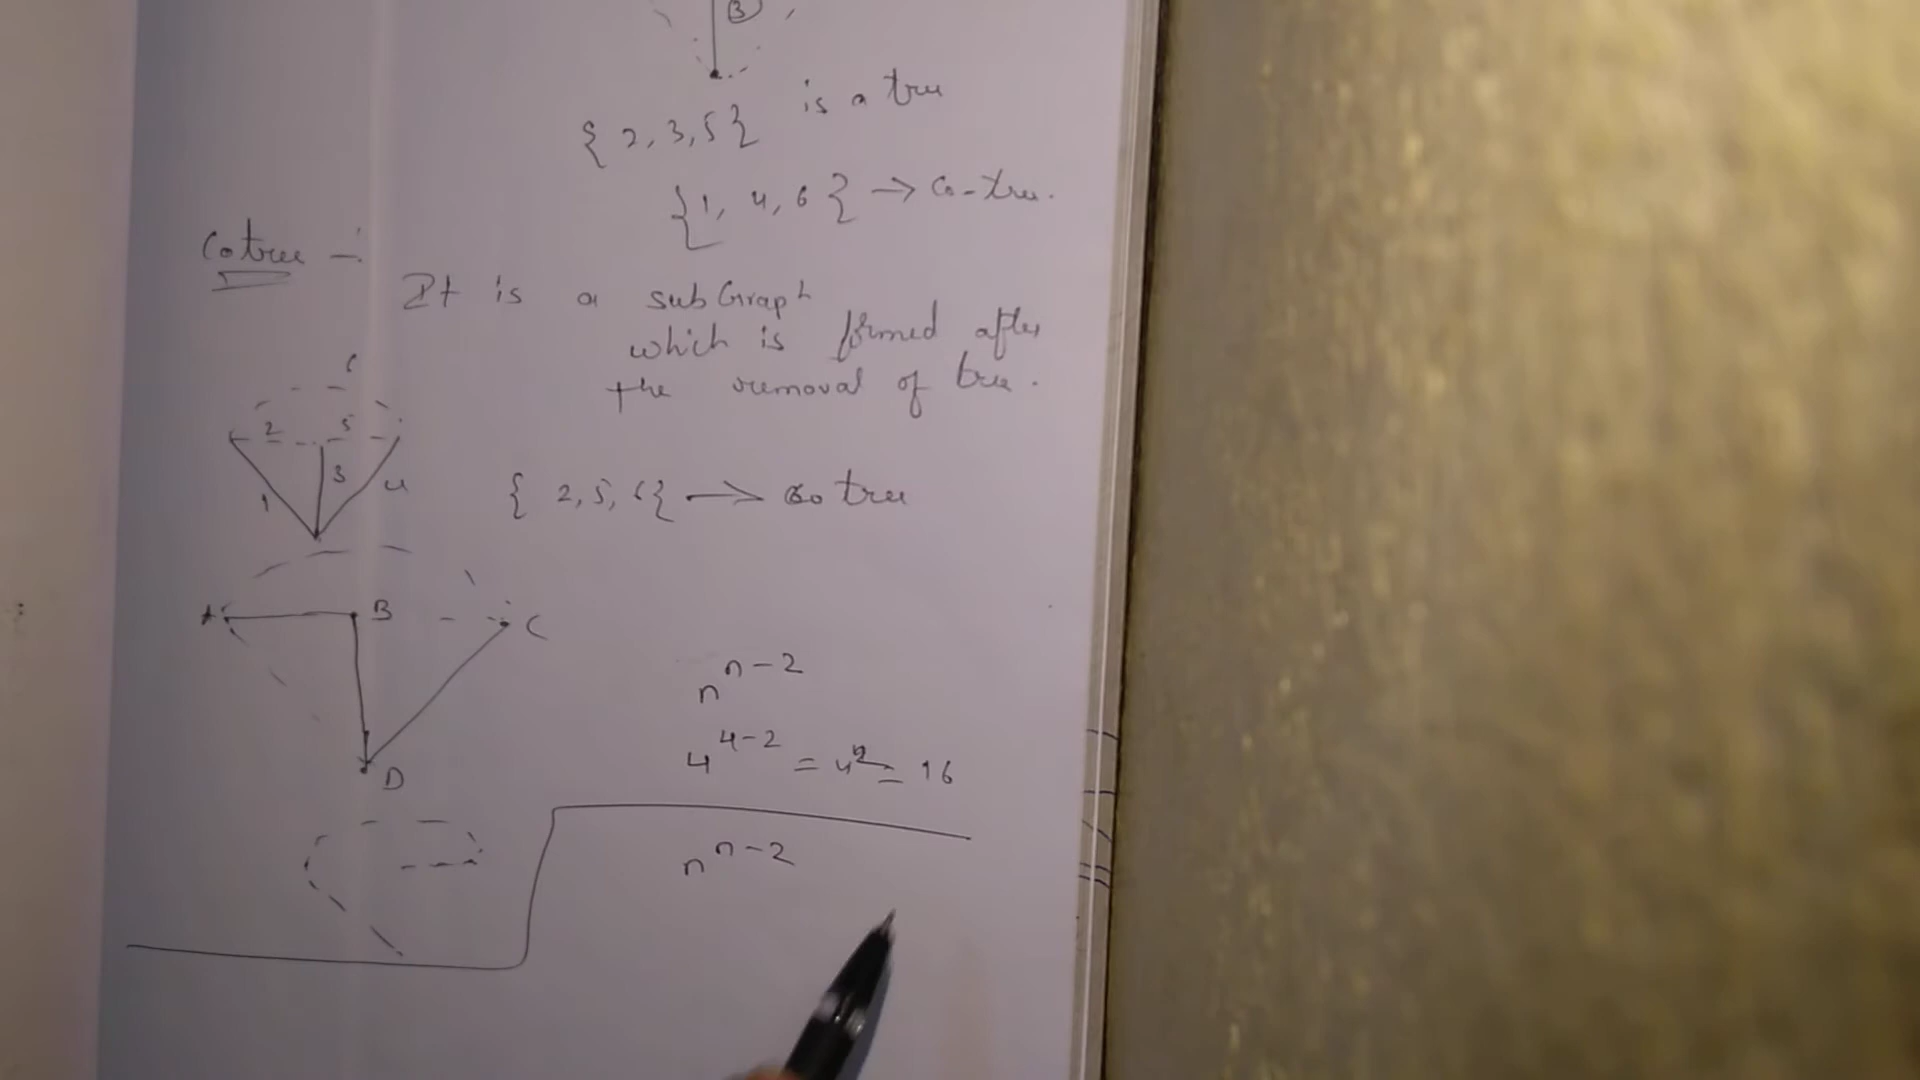 B
{2, 3, 5} is a tree
{1, 4, 6} → Co-tree.
Cotree -:
It is a subGraph
which is formed after
the removal of tree.
6
2 5
3
1 4
{ 2, 5, 6} → Co tree
A B C
n^n-2
4^4-2 = 4^2 = 16
D
n^n-2